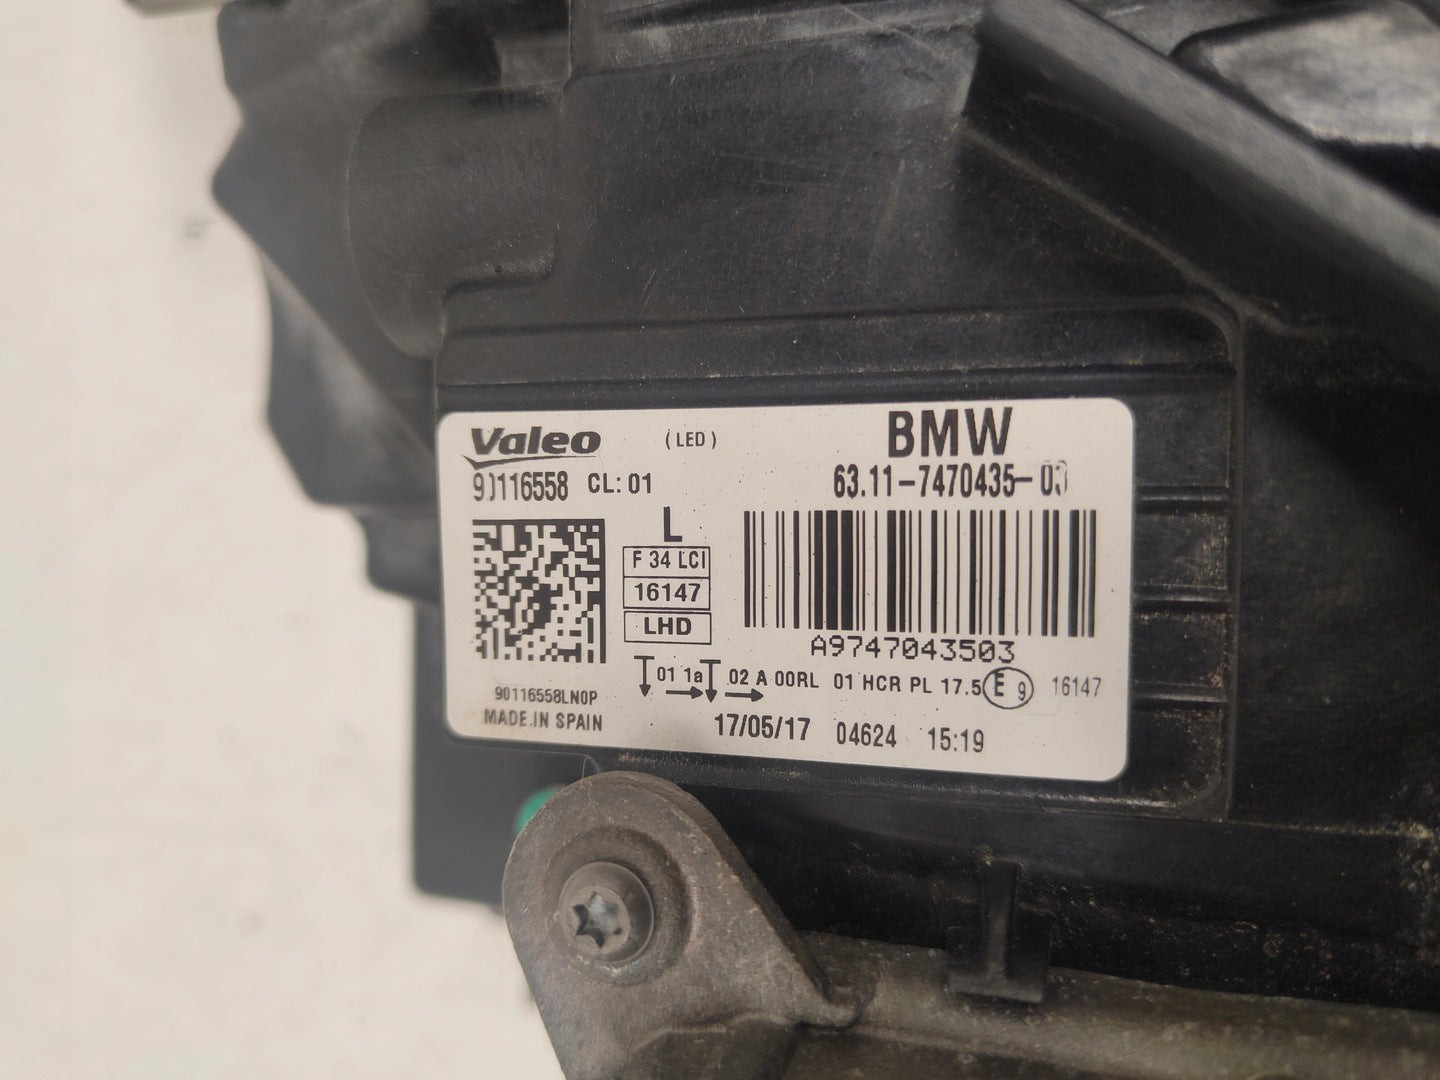 Valeo
(LED)
BMW
90116558 CL: 01
63.11-7470435-03
L
F 34 LCI
16147
LHD
A9747043503
01 1a 02 A 00RL 01 HCR PL 17.5 E 9 16147
90116558LN0P
MADE IN SPAIN
17/05/17 04624 15:19